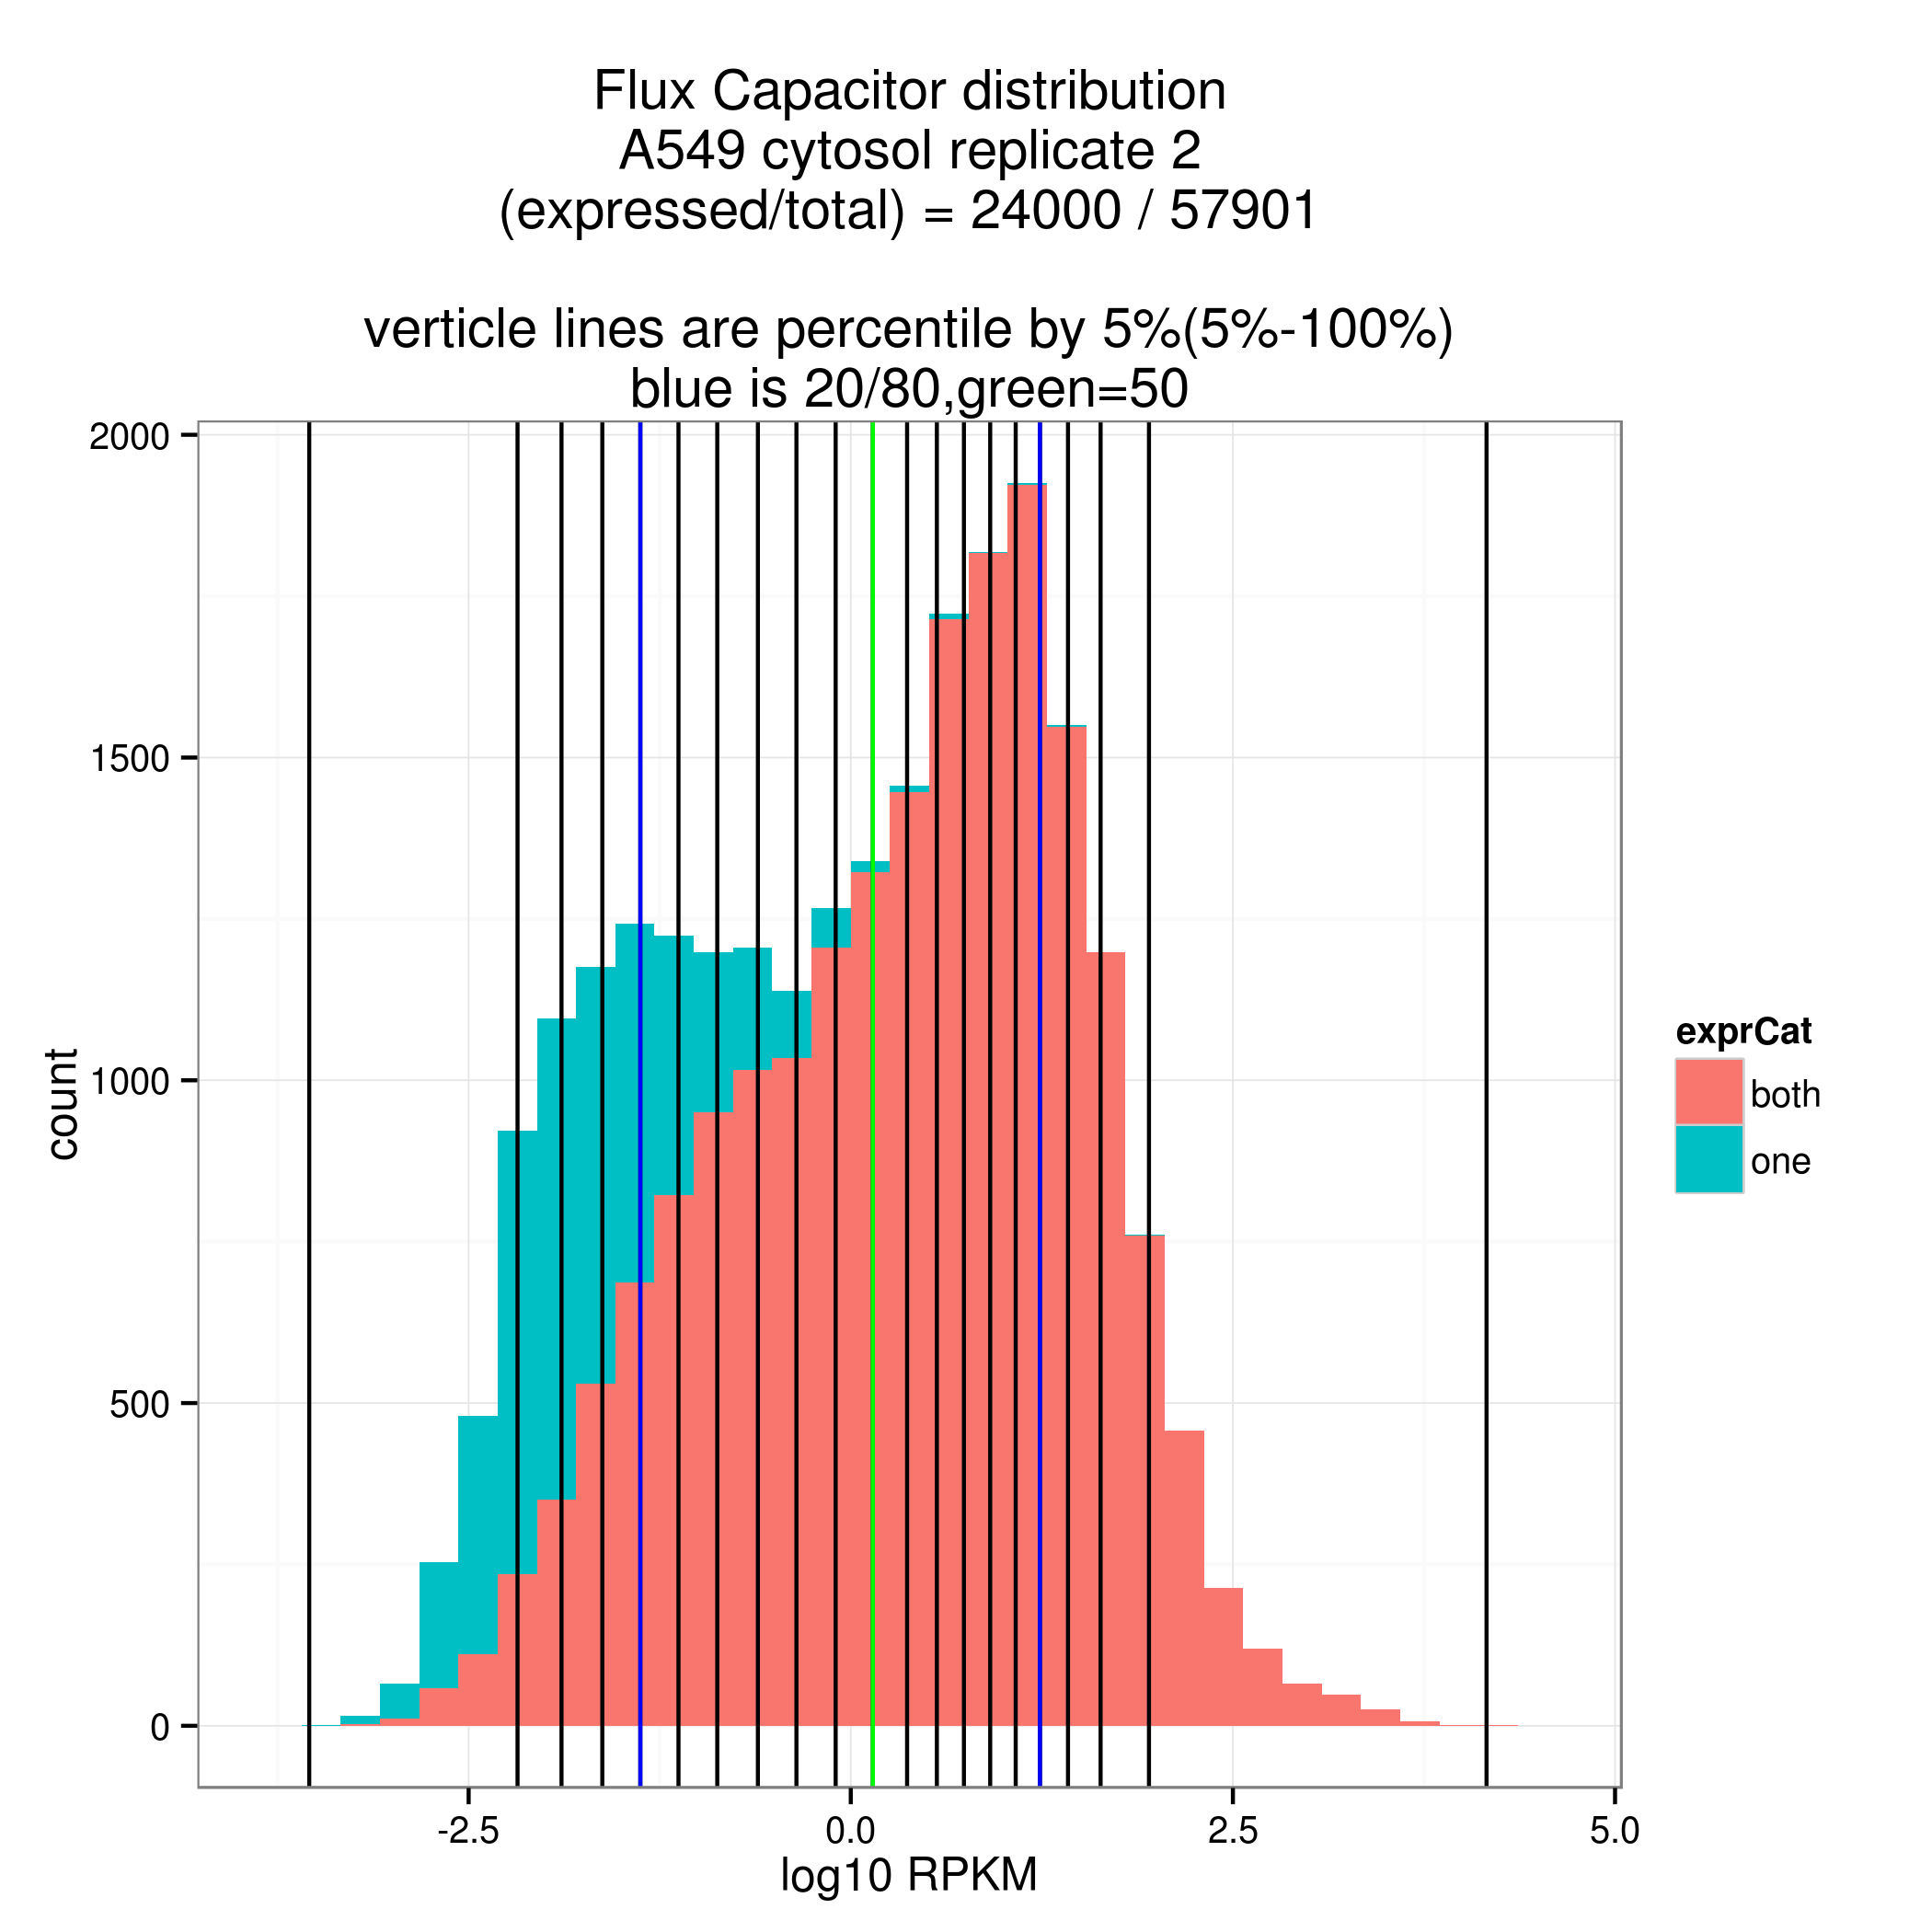 Flux Capacitor distribution
A549 cytosol replicate 2
(expressed/total) = 24000 / 57901
verticle lines are percentile by 5%(5%-100%)
blue is 20/80,green=50
2000
1500
1000
500
0
count
-2.5
0.0
2.5
5.0
log10 RPKM
exprCat
both
one